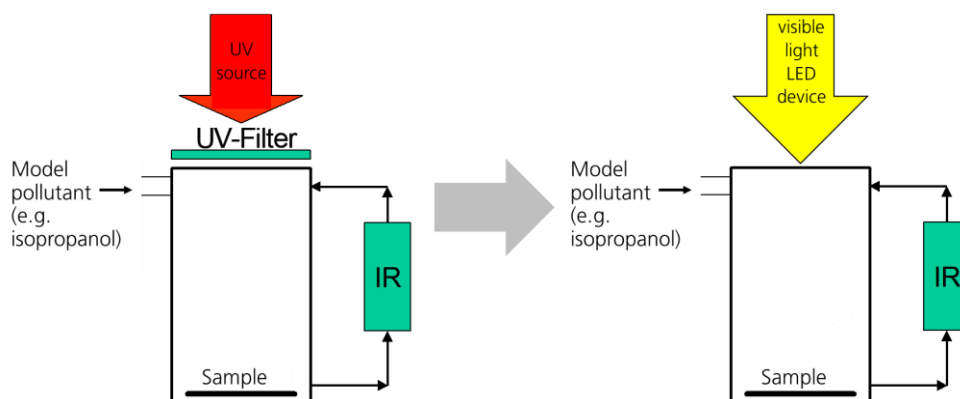 UV
source
UV-Filter
Model
pollutant
(e.g.
isopropanol)
IR
Sample
visible
light
LED
device
Model
pollutant
(e.g.
isopropanol)
IR
Sample